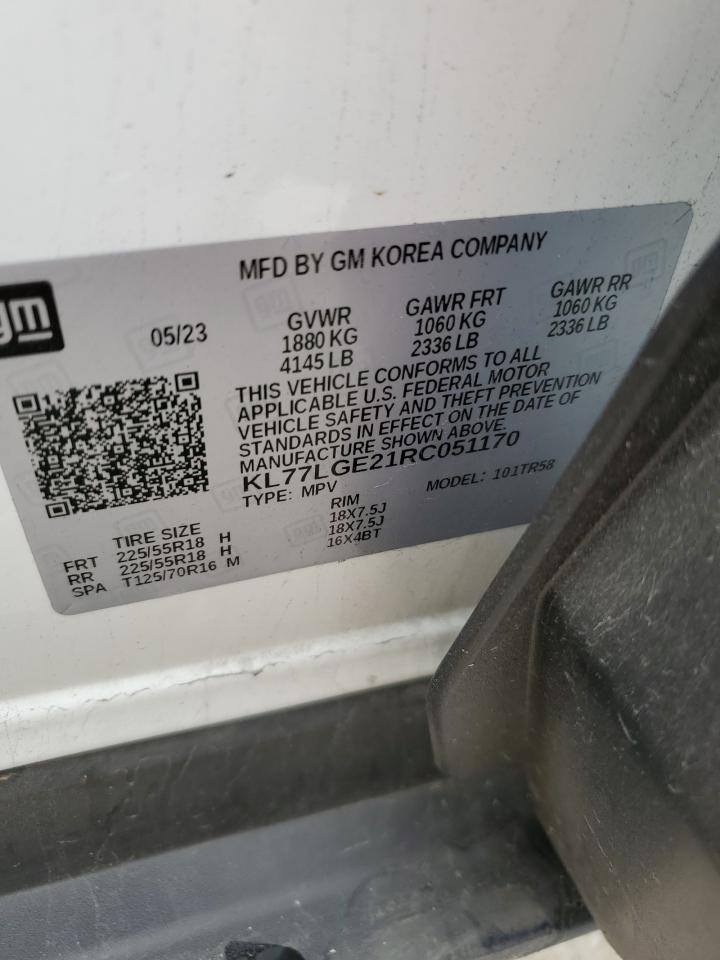 gm
MFD BY GM KOREA COMPANY
05/23
GVWR
1880 KG
4145 LB
GAWR FRT
1060 KG
2336 LB
GAWR RR
1060 KG
2336 LB
THIS VEHICLE CONFORMS TO ALL
APPLICABLE U.S. FEDERAL MOTOR
VEHICLE SAFETY AND THEFT PREVENTION
STANDARDS IN EFFECT ON THE DATE OF
MANUFACTURE SHOWN ABOVE.
KL77LGE21RC051170
TYPE: MPV
MODEL: 101TR58
TIRE SIZE
RIM
FRT 225/55R18 H 18X7.5J
RR 225/55R18 H 18X7.5J
SPA T125/70R16 M 16X4BT